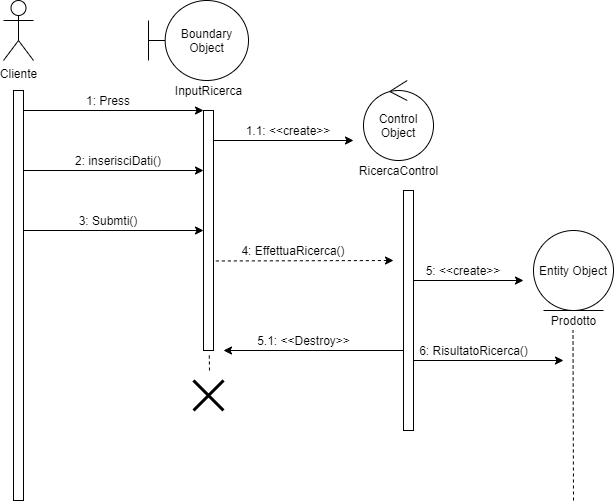 Boundary
Object
Cliente
InputRicerca
1: Press
Control
Object
1.1: <<create>>
2: inserisciDati()
RicercaControl
3: Submti()
4: EffettuaRicerca()
5: <<create>>
Entity Object
Prodotto
5.1: <<Destroy>>
6: RisultatoRicerca()